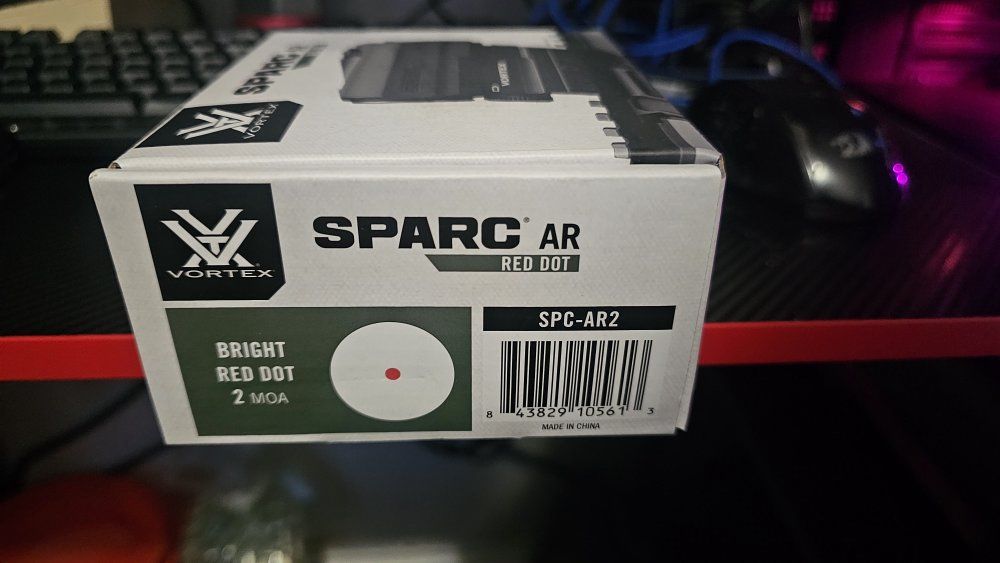 SPARC
VORTEX
VORTEX
VORTEX
SPARC® AR
RED DOT
BRIGHT
RED DOT
2 MOA
SPC-AR2
8 43829 10561 3
MADE IN CHINA